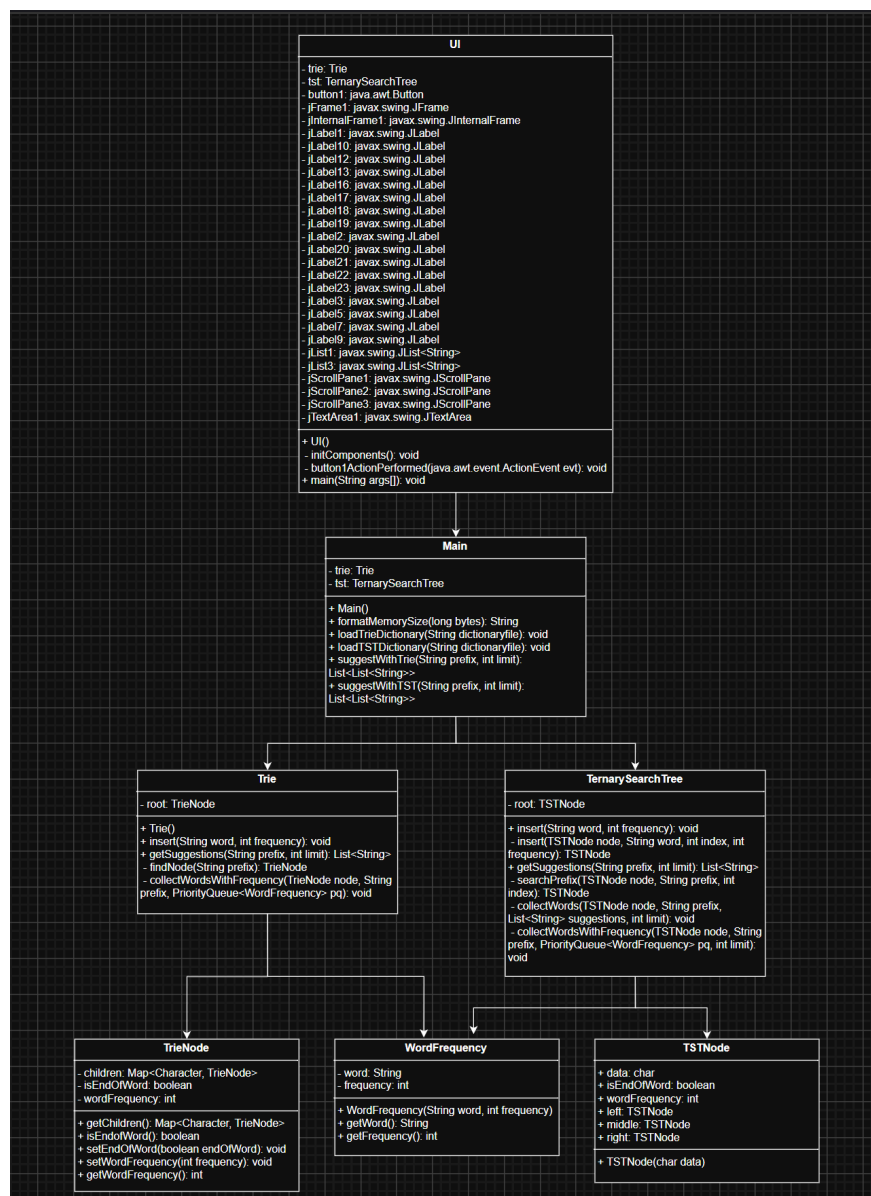 UI
- trie: Trie
- tst: TernarySearchTree
- button1: java.awt.Button
- jFrame1: javax.swing.JFrame
- jInternalFrame1: javax.swing.JInternalFrame
- jLabel1: javax.swing.JLabel
- jLabel10: javax.swing.JLabel
- jLabel12: javax.swing.JLabel
- jLabel13: javax.swing.JLabel
- jLabel16: javax.swing.JLabel
- jLabel17: javax.swing.JLabel
- jLabel18: javax.swing.JLabel
- jLabel19: javax.swing.JLabel
- jLabel2: javax.swing.JLabel
- jLabel20: javax.swing.JLabel
- jLabel21: javax.swing.JLabel
- jLabel22: javax.swing.JLabel
- jLabel23: javax.swing.JLabel
- jLabel3: javax.swing.JLabel
- jLabel5: javax.swing.JLabel
- jLabel7: javax.swing.JLabel
- jLabel9: javax.swing.JLabel
- jList1: javax.swing.JList<String>
- jList3: javax.swing.JList<String>
- jScrollPane1: javax.swing.JScrollPane
- jScrollPane2: javax.swing.JScrollPane
- jScrollPane3: javax.swing.JScrollPane
- jTextArea1: javax.swing.JTextArea
+ UI()
- initComponents(): void
- button1ActionPerformed(java.awt.event.ActionEvent evt): void
+ main(String args[]): void
Main
- trie: Trie
- tst: TernarySearchTree
+ Main()
+ formatMemorySize(long bytes): String
+ loadTrieDictionary(String dictionaryfile): void
+ loadTSTDictionary(String dictionaryfile): void
+ suggestWithTrie(String prefix, int limit):
List<List<String>>
+ suggestWithTST(String prefix, int limit):
List<List<String>>
Trie
- root: TrieNode
+ Trie()
+ insert(String word, int frequency): void
+ getSuggestions(String prefix, int limit): List<String>
- findNode(String prefix): TrieNode
- collectWordsWithFrequency(TrieNode node, String
prefix, PriorityQueue<WordFrequency> pq): void
TernarySearchTree
- root: TSTNode
+ insert(String word, int frequency): void
- insert(TSTNode node, String word, int index, int
frequency): TSTNode
+ getSuggestions(String prefix, int limit): List<String>
- searchPrefix(TSTNode node, String prefix, int
index): TSTNode
- collectWords(TSTNode node, String prefix,
List<String> suggestions, int limit): void
- collectWordsWithFrequency(TSTNode node, String
prefix, PriorityQueue<WordFrequency> pq, int limit):
void
TrieNode
- children: Map<Character, TrieNode>
- isEndOfWord: boolean
- wordFrequency: int
+ getChildren(): Map<Character, TrieNode>
+ isEndofWord(): boolean
+ setEndOfWord(boolean endOfWord): void
+ setWordFrequency(int frequency): void
+ getWordFrequency(): int
WordFrequency
- word: String
- frequency: int
+ WordFrequency(String word, int frequency)
+ getWord(): String
+ getFrequency(): int
TSTNode
+ data: char
+ isEndOfWord: boolean
+ wordFrequency: int
+ left: TSTNode
+ middle: TSTNode
+ right: TSTNode
+ TSTNode(char data)